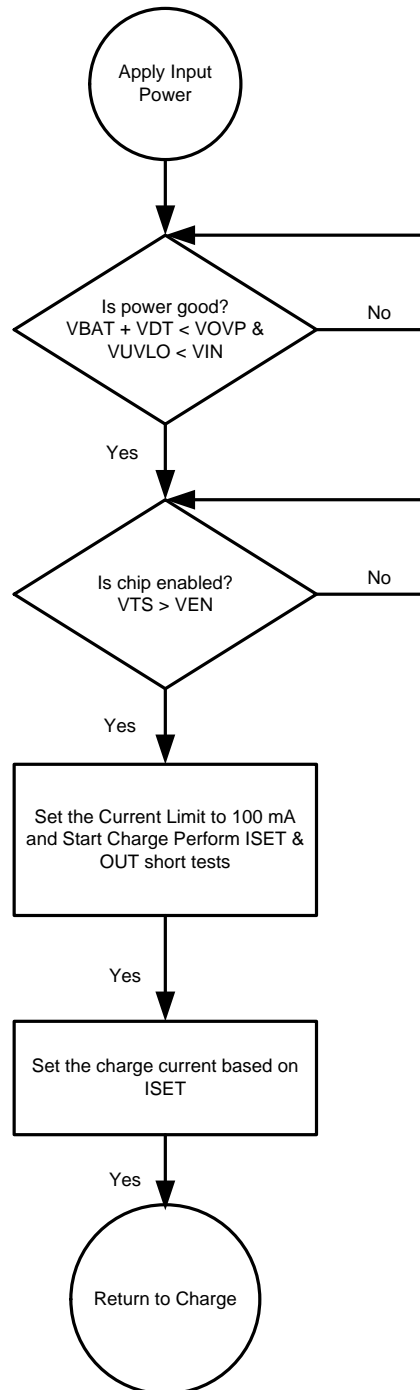 Apply Input
Power
Is power good?
VBAT + VDT < VOVP &
VUVLO < VIN
No
Yes
Is chip enabled?
VTS > VEN
No
Yes
Set the Current Limit to 100 mA
and Start Charge Perform ISET &
OUT short tests
Yes
Set the charge current based on
ISET
Yes
Return to Charge